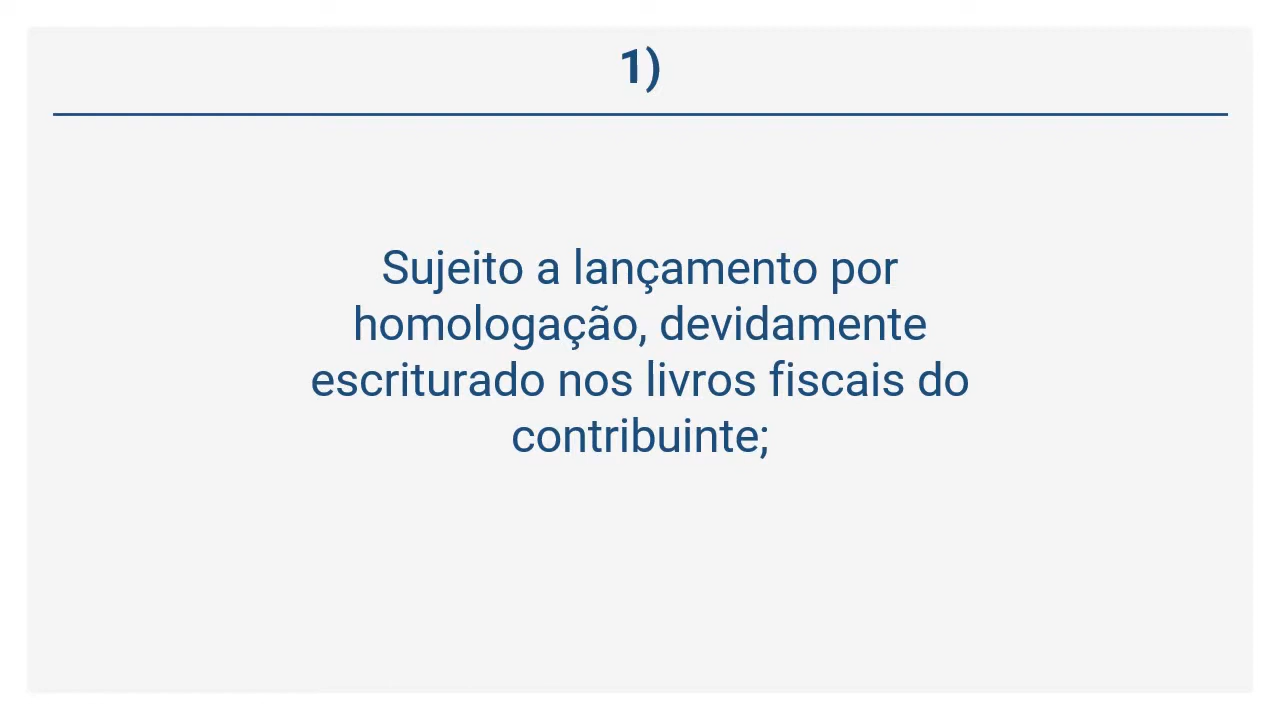 1)
Sujeito a lançamento por
homologação, devidamente
escriturado nos livros fiscais do
contribuinte;